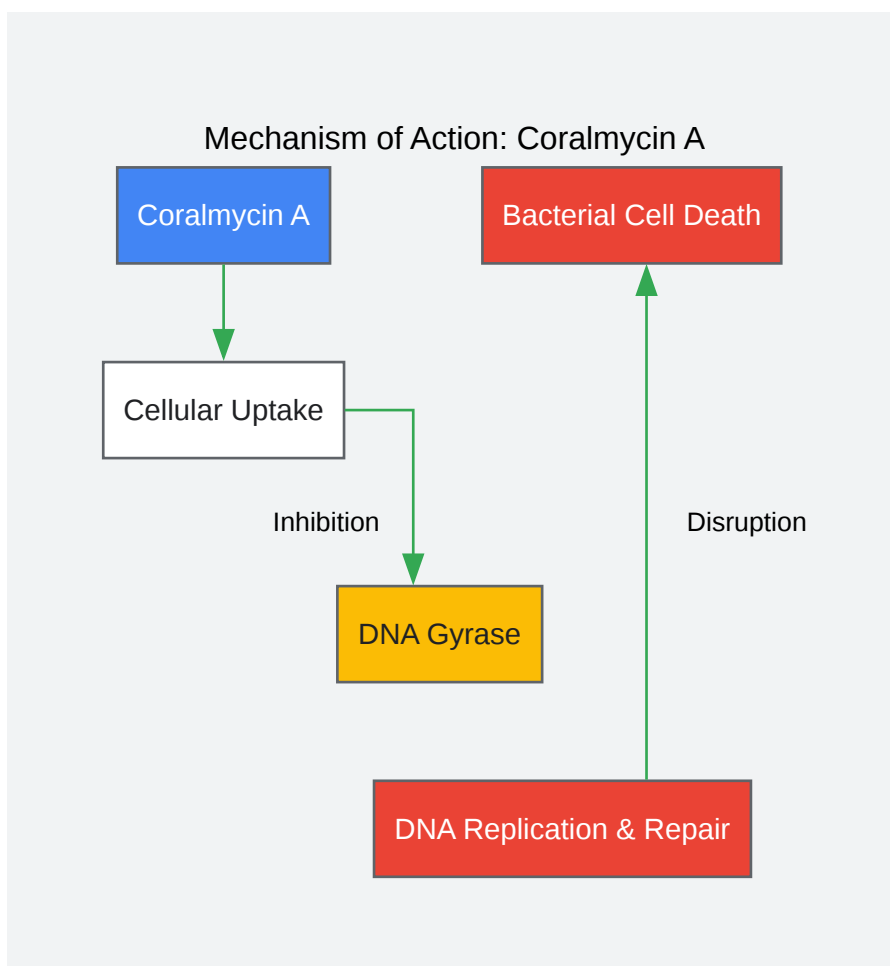 Mechanism of Action: Coralmycin A
Coralmycin A
Bacterial Cell Death
Cellular Uptake
Inhibition
Disruption
DNA Gyrase
DNA Replication & Repair